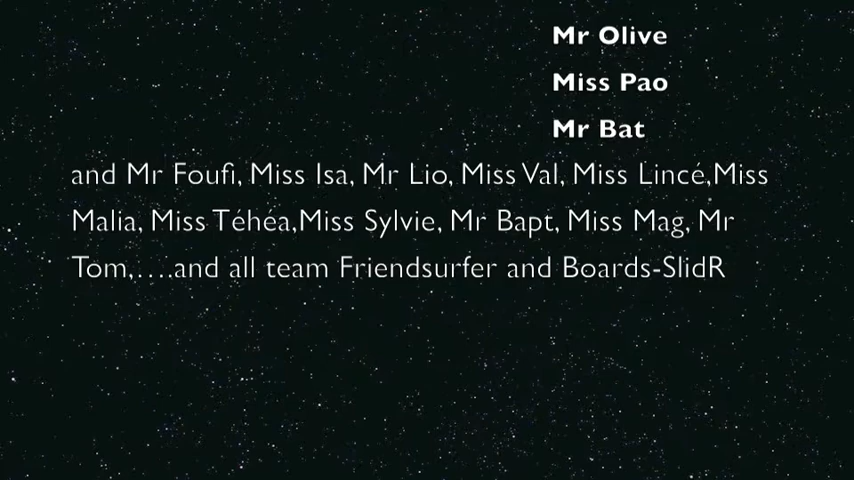 Mr Olive
Miss Pao
Mr Bat
and Mr Foufi, Miss Isa, Mr Lio, Miss Val, Miss Lincé,Miss
Malia, Miss Téhéa,Miss Sylvie, Mr Bapt, Miss Mag, Mr
Tom,….and all team Friendsurfer and Boards-SlidR